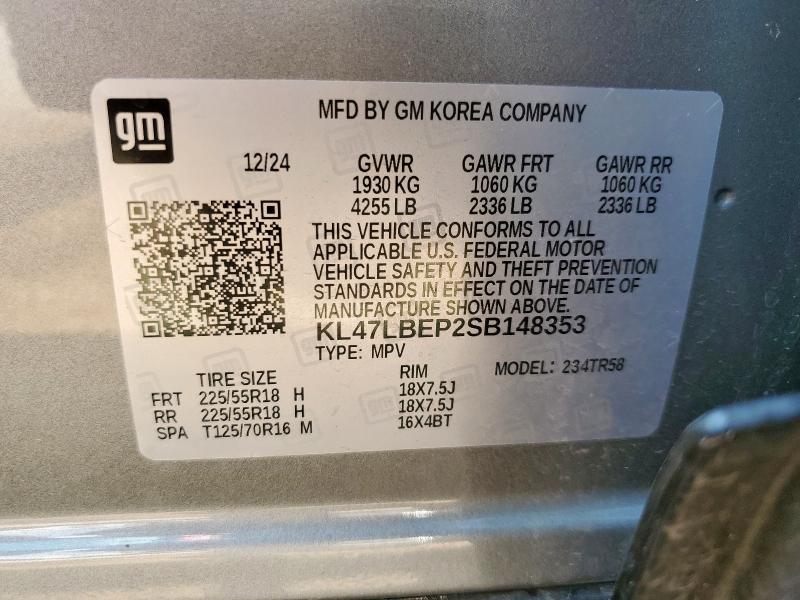 gm
MFD BY GM KOREA COMPANY
12/24 GVWR GAWR FRT GAWR RR
1930 KG 1060 KG 1060 KG
4255 LB 2336 LB 2336 LB
THIS VEHICLE CONFORMS TO ALL
APPLICABLE U.S. FEDERAL MOTOR
VEHICLE SAFETY AND THEFT PREVENTION
STANDARDS IN EFFECT ON THE DATE OF
MANUFACTURE SHOWN ABOVE.
KL47LBEP2SB148353
TYPE: MPV MODEL: 234TR58
TIRE SIZE RIM
FRT 225/55R18 H 18X7.5J
RR 225/55R18 H 18X7.5J
SPA T125/70R16 M 16X4BT